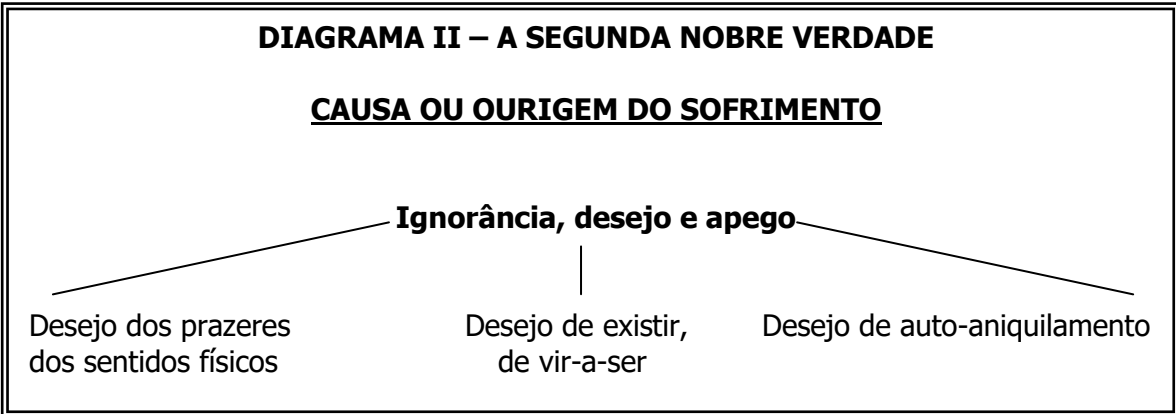 DIAGRAMA II – A SEGUNDA NOBRE VERDADE
CAUSA OU OURIGEM DO SOFRIMENTO
Ignorância, desejo e apego
Desejo dos prazeres
dos sentidos físicos
Desejo de existir,
de vir-a-ser
Desejo de auto-aniquilamento